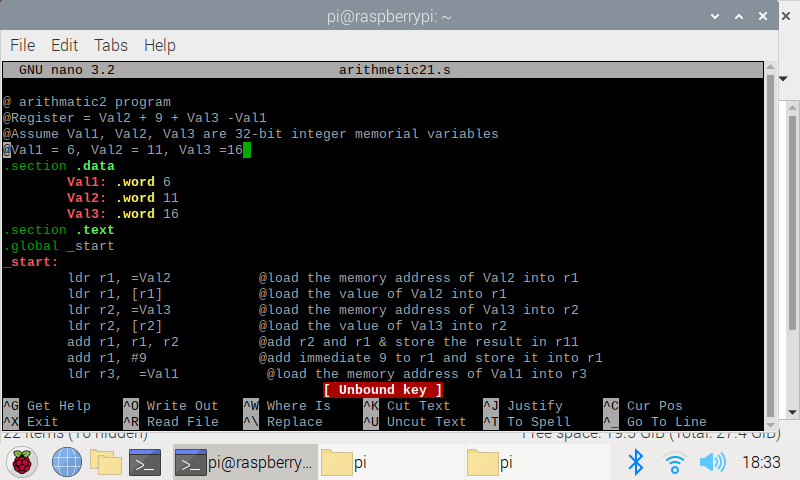 pi@raspberrypi: ~
File Edit Tabs Help
GNU nano 3.2 arithmetic21.s
@ arithmatic2 program
@Register = Val2 + 9 + Val3 -Val1
@Assume Val1, Val2, Val3 are 32-bit integer memorial variables
@Val1 = 6, Val2 = 11, Val3 =16
.section .data
Val1: .word 6
Val2: .word 11
Val3: .word 16
.section .text
.global _start
_start:
ldr r1, =Val2 @load the memory address of Val2 into r1
ldr r1, [r1] @load the value of Val2 into r1
ldr r2, =Val3 @load the memory address of Val3 into r2
ldr r2, [r2] @load the value of Val3 into r2
add r1, r1, r2 @add r2 and r1 & store the result in r11
add r1, #9 @add immediate 9 to r1 and store it into r1
ldr r3, =Val1 @load the memory address of Val1 into r3
[ Unbound key ]
^G Get Help ^O Write Out ^W Where Is ^K Cut Text ^J Justify ^C Cur Pos
^X Exit ^R Read File ^\ Replace ^U Uncut Text ^T To Spell ^_ Go To Line
22 items (16 hidden) Free space: 19.5 GiB (Total: 27.4 GiB)
>_ >_ pi@raspberry... pi pi 18:33